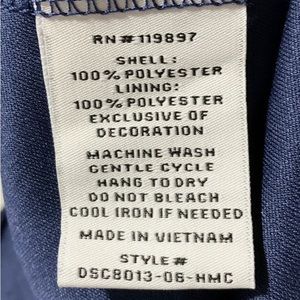 RN# 119897
SHELL:
100% POLYESTER
LINING:
100% POLYESTER
EXCLUSIVE OF
DECORATION
MACHINE WASH
GENTLE CYCLE
HANG TO DRY
DO NOT BLEACH
COOL IRON IF NEEDED
MADE IN VIETNAM
STYLE#
DSC8013-06-HMC